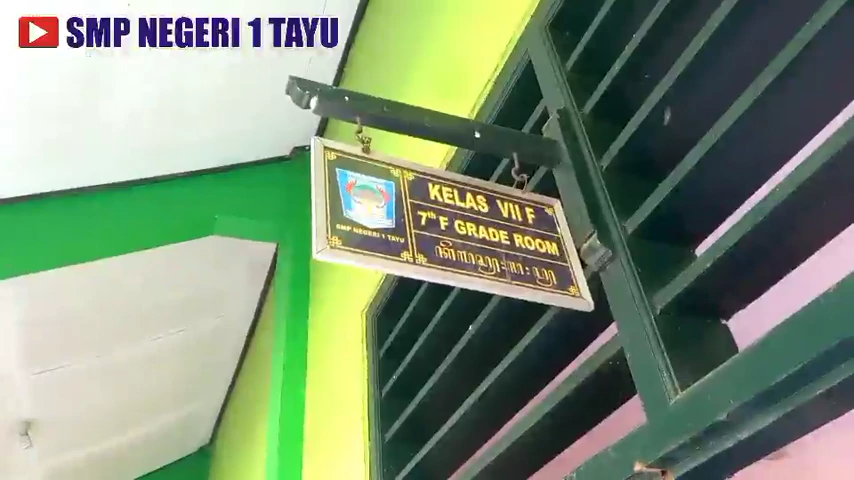 SMP NEGERI 1 TAYU
KELAS VII F
7th F GRADE ROOM
SMP NEGERI 1 TAYU